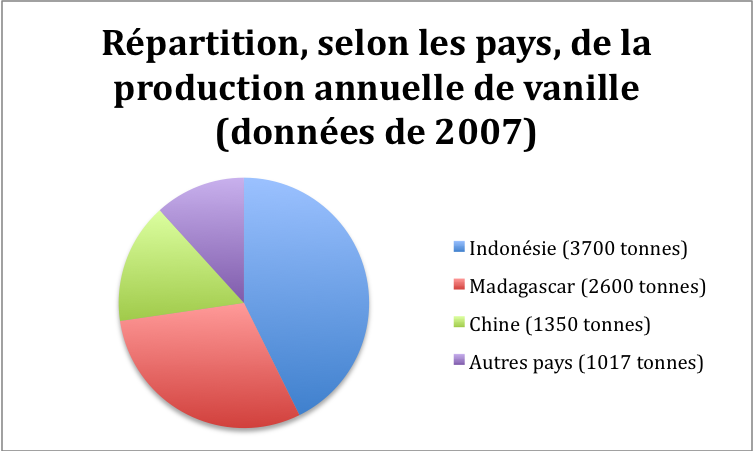 Répartition, selon les pays, de la
production annuelle de vanille
(données de 2007)
Indonésie (3700 tonnes)
Madagascar (2600 tonnes)
Chine (1350 tonnes)
Autres pays (1017 tonnes)